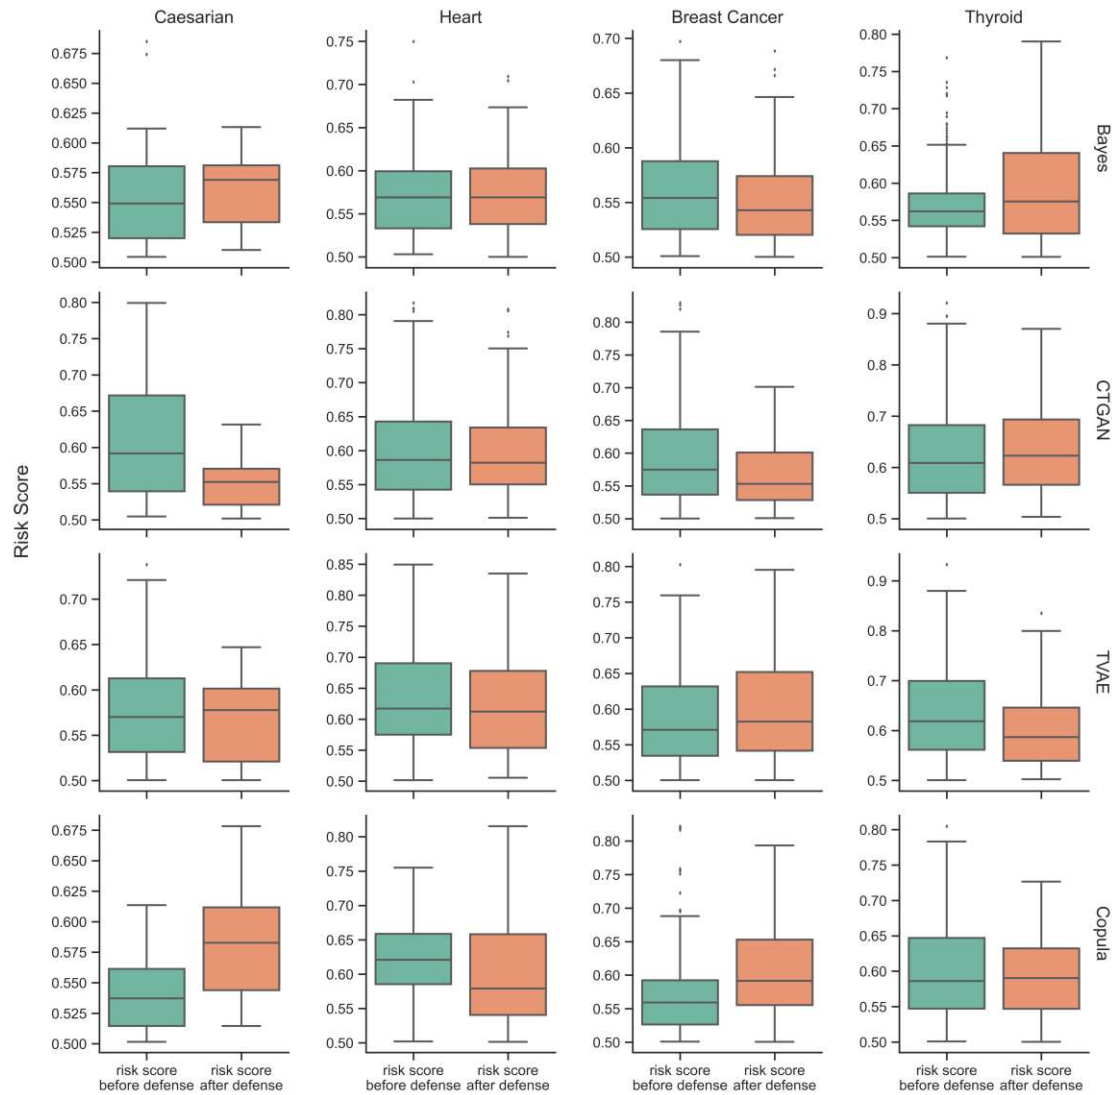 Caesarian Heart Breast Cancer Thyroid
0.675 0.75 0.70 0.80
0.650 0.70 0.65 0.75
0.625 0.65 0.60 0.70
0.600 0.60 0.55 0.65
0.575 0.55 0.50 0.60
0.550 0.50 0.55
0.525 0.50
0.500
Bayes
0.80 0.80 0.80 0.9
0.75 0.75 0.75 0.8
0.70 0.70 0.70 0.7
0.65 0.65 0.65 0.6
0.60 0.60 0.60 0.5
0.55 0.55 0.55
0.50 0.50 0.50
CTGAN
Risk Score
0.70 0.85 0.80 0.9
0.65 0.80 0.75 0.8
0.60 0.75 0.70 0.7
0.55 0.70 0.65 0.6
0.50 0.65 0.60 0.5
0.60 0.55
0.55 0.50
0.50
TVAE
0.675 0.80 0.80 0.80
0.650 0.75 0.75 0.75
0.625 0.70 0.70 0.70
0.600 0.65 0.65 0.65
0.575 0.60 0.60 0.60
0.550 0.55 0.55 0.55
0.525 0.50 0.50 0.50
0.500
Copula
risk score risk score risk score risk score risk score risk score risk score risk score
before defense after defense before defense after defense before defense after defense before defense after defense